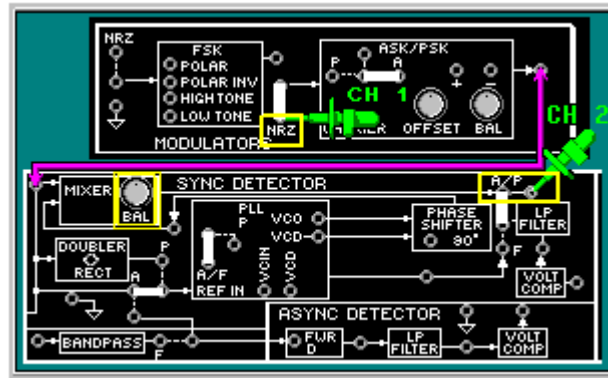 NRZ
FSK
POLAR
POLAR INV
HIGH TONE
LOW TONE
NRZ
ASK/PSK
P
A
+
-
CH 1
OFFSET
BAL
CH 2
MODULATORS
MIXER
BAL
SYNC DETECTOR
A/P
PLL
P
VCO
VCD
PHASE
SHIFTER
90°
LP
FILTER
F
DOUBLER
RECT
P
A
A/F
REF IN
VCIN
VCD
VOLT
COMP
ASYNC DETECTOR
BANDPASS
F
FWR
D
LP
FILTER
VOLT
COMP